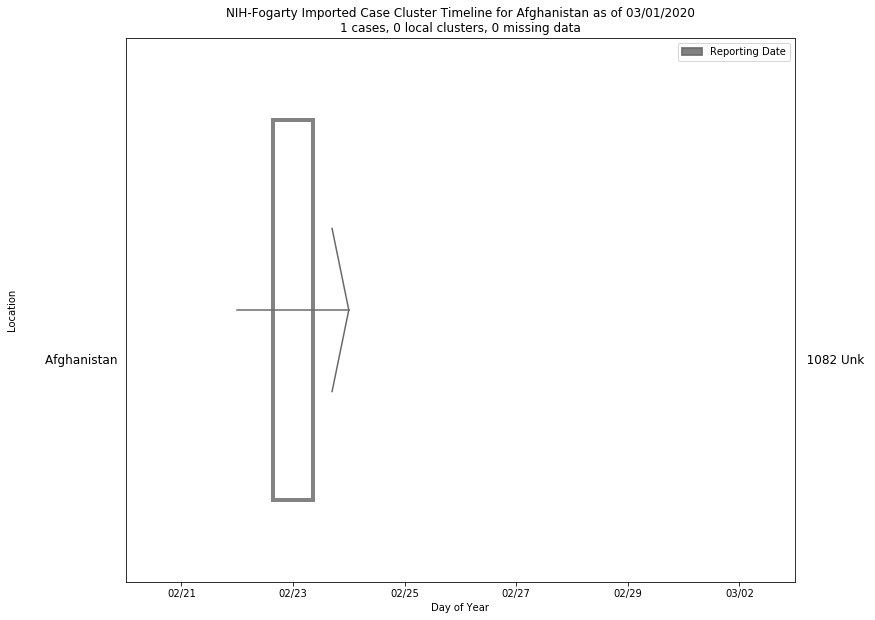 NIH-Fogarty Imported Case Cluster Timeline for Afghanistan as of 03/01/2020
1 cases, 0 local clusters, 0 missing data
Reporting Date
Location
Afghanistan
1082 Unk
02/21 02/23 02/25 02/27 02/29 03/02
Day of Year